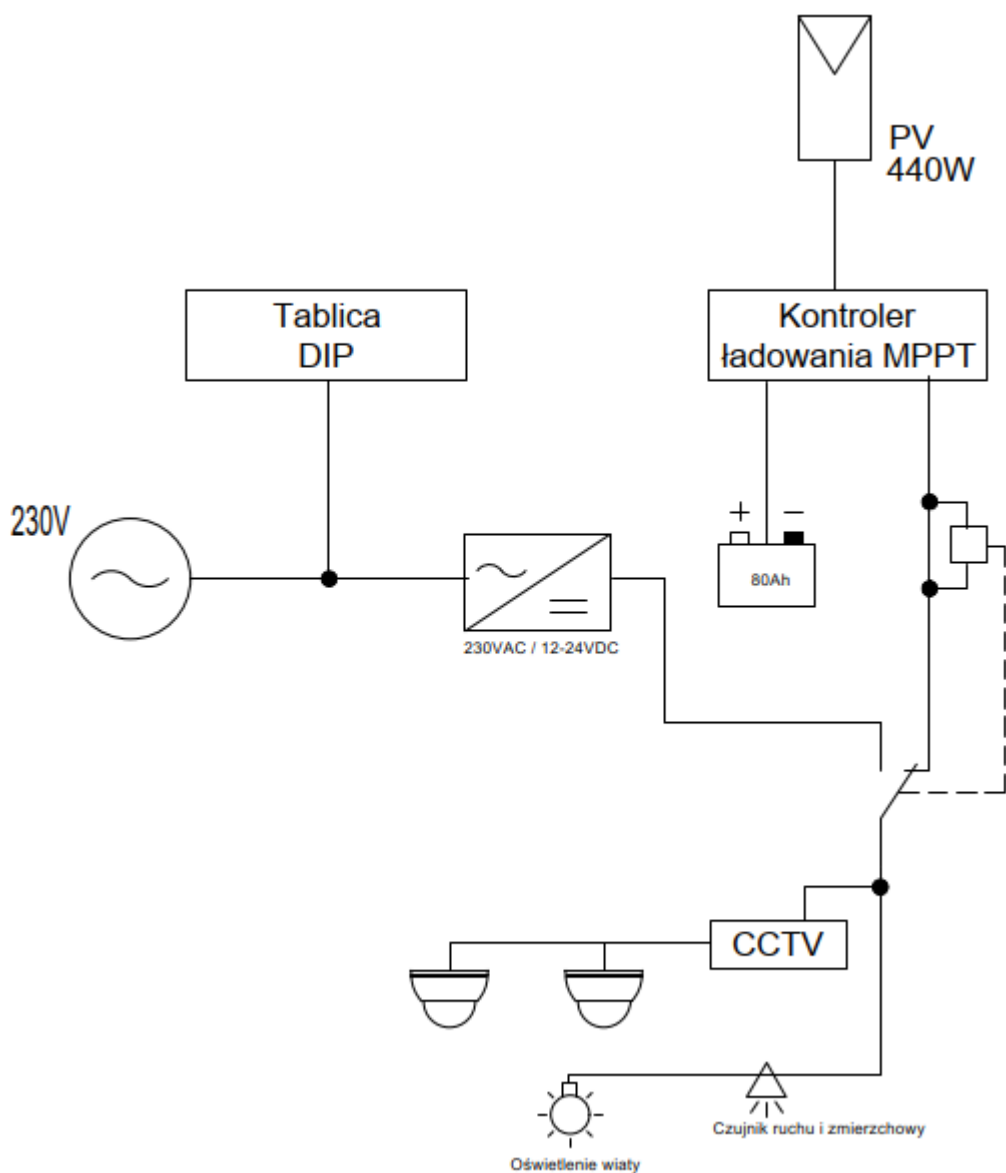 PV
440W
Tablica
DIP
Kontroler
ładowania MPPT
230V
+ −
80Ah
230VAC / 12-24VDC
CCTV
Czujnik ruchu i zmierzchowy
Oświetlenie wiaty